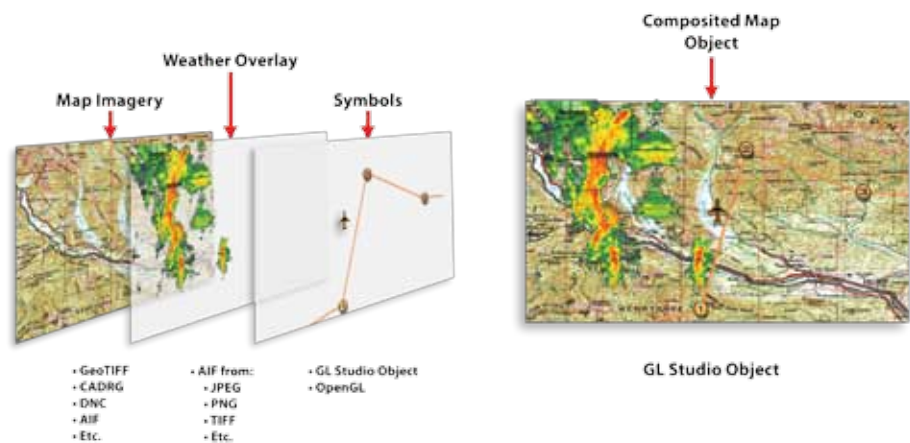 Weather Overlay
Map Imagery
Symbols
• GeoTIFF
• CADRG
• DNC
• AIF
• Etc.
• AIF from:
• JPEG
• PNG
• TIFF
• Etc.
• GL Studio Object
• OpenGL
Composited Map
Object
1
GL Studio Object